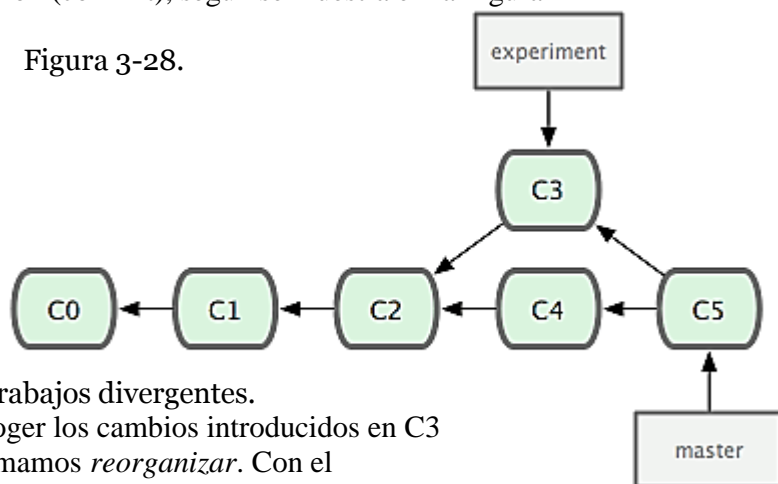 Figura 3-28.
experiment
C3
C0 C1 C2 C4 C5
rabajos divergentes.
oger los cambios introducidos en C3
mamos reorganizar. Con el
master